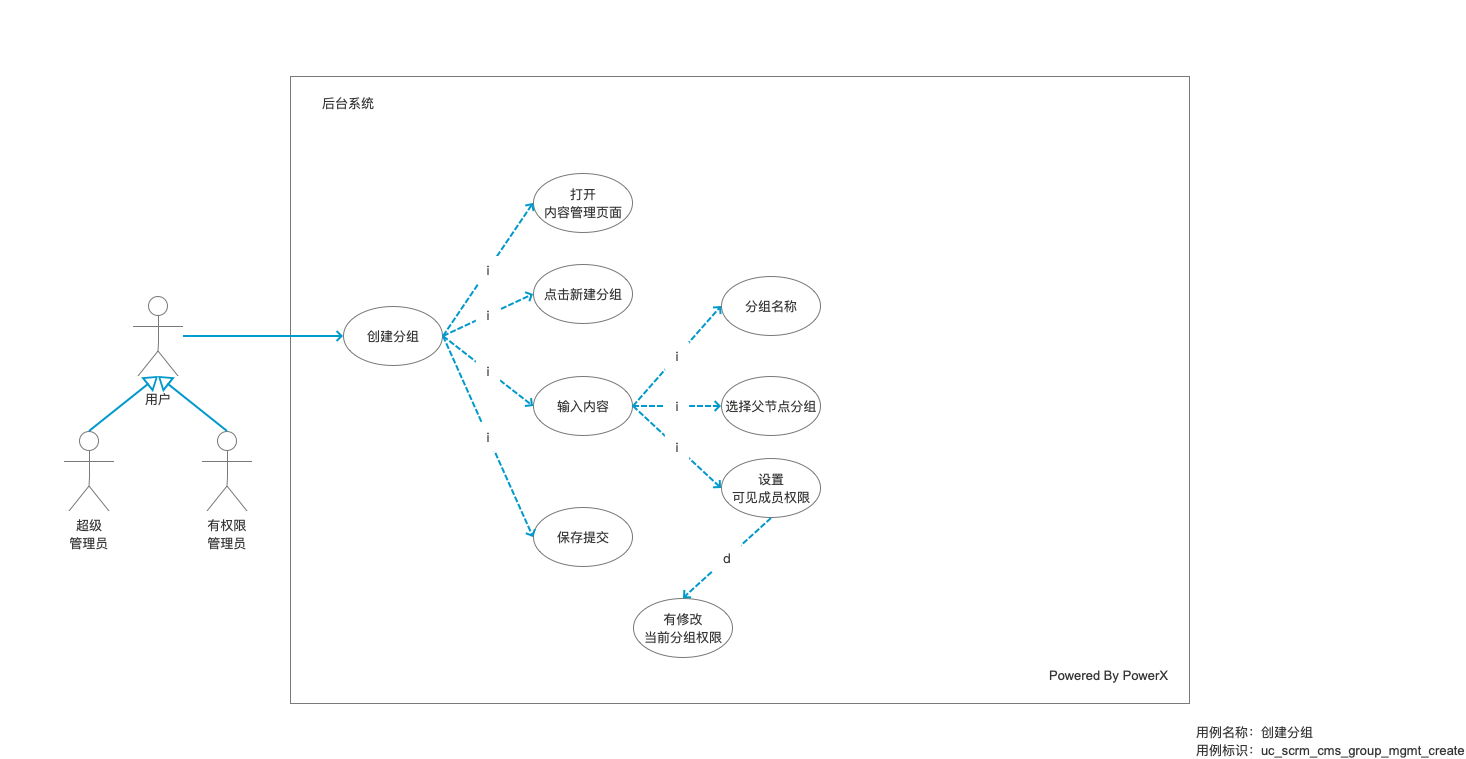 后台系统
打开
内容管理页面
i
点击新建分组
i
分组名称
创建分组
i
i
用户
输入内容
i
选择父节点分组
i
i
设置
可见成员权限
超级
管理员
有权限
管理员
保存提交
d
有修改
当前分组权限
Powered By PowerX
用例名称：创建分组
用例标识：uc_scrm_cms_group_mgmt_create